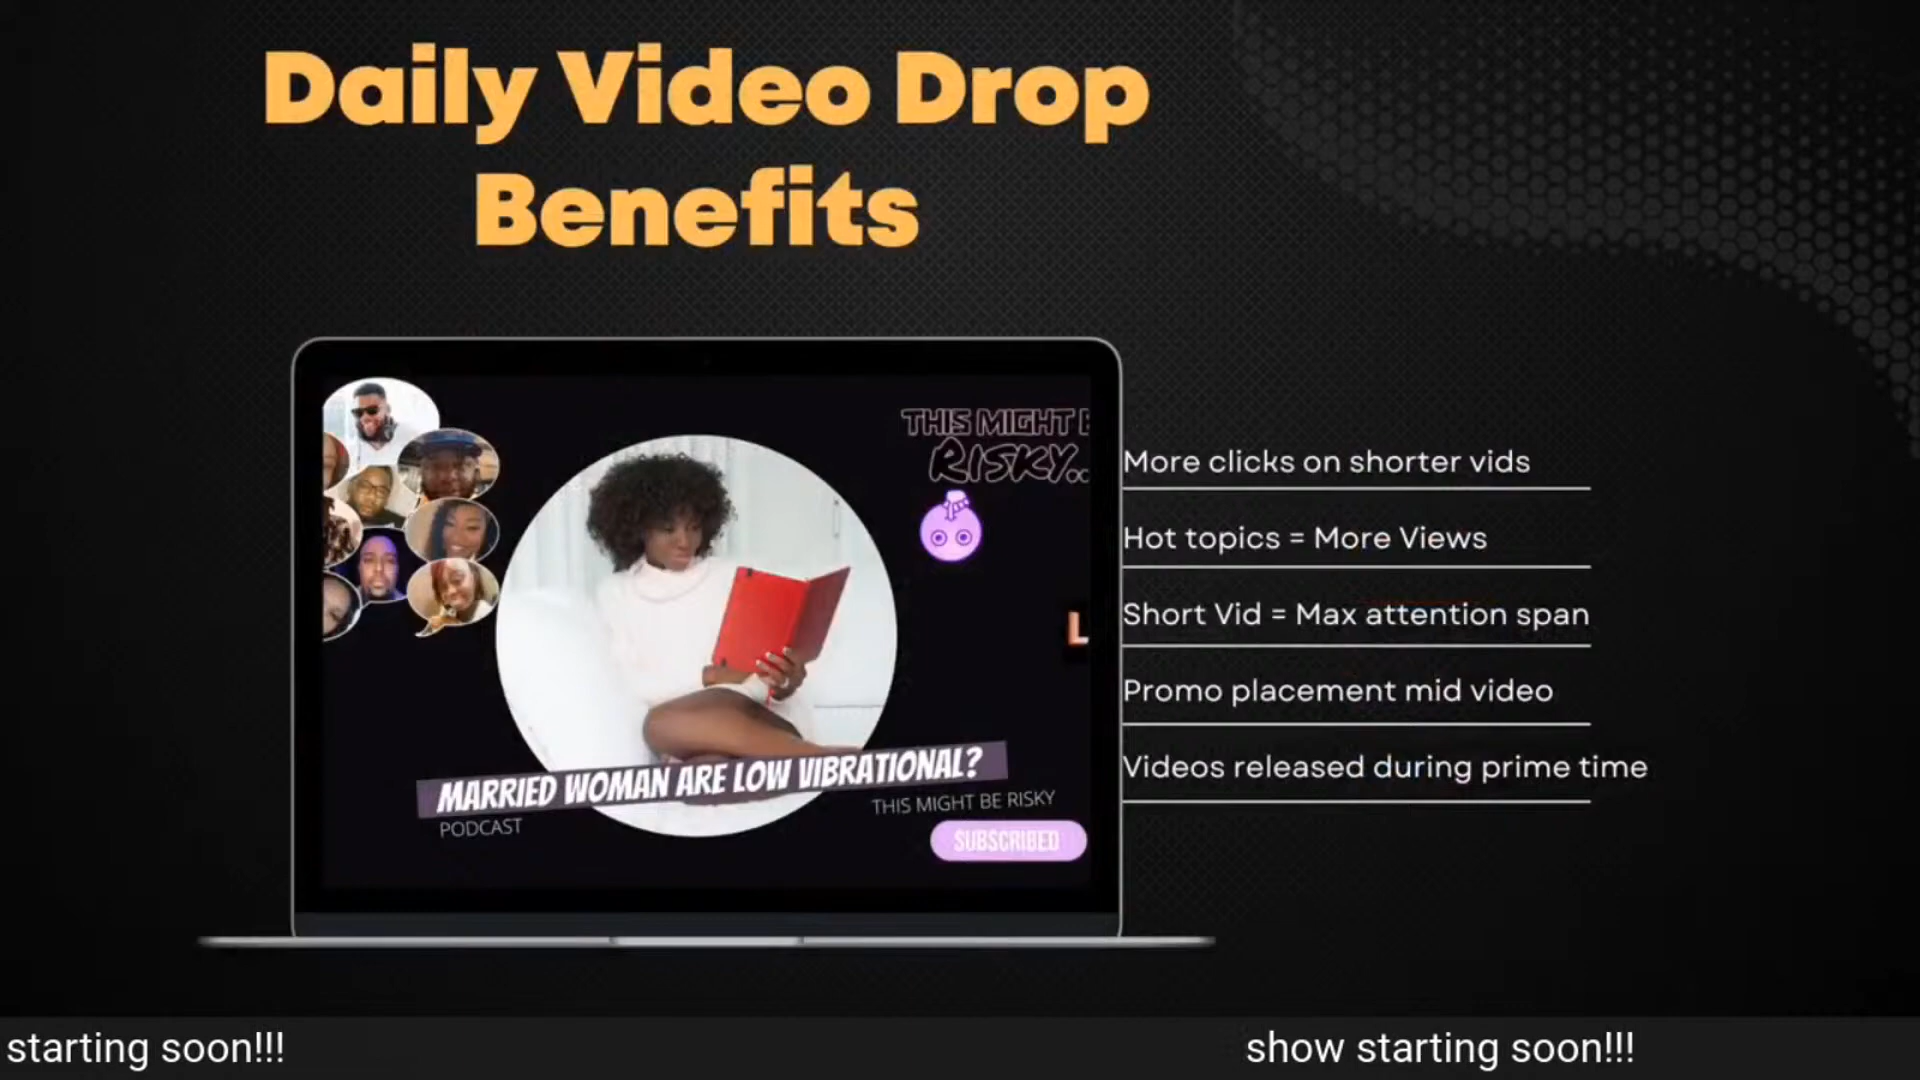 Daily Video Drop
Benefits
THIS MIGHT B
RISKY..
MARRIED WOMAN ARE LOW VIBRATIONAL?
THIS MIGHT BE RISKY
PODCAST
SUBSCRIBED
L
More clicks on shorter vids
Hot topics = More Views
Short Vid = Max attention span
Promo placement mid video
Videos released during prime time
starting soon!!!
show starting soon!!!